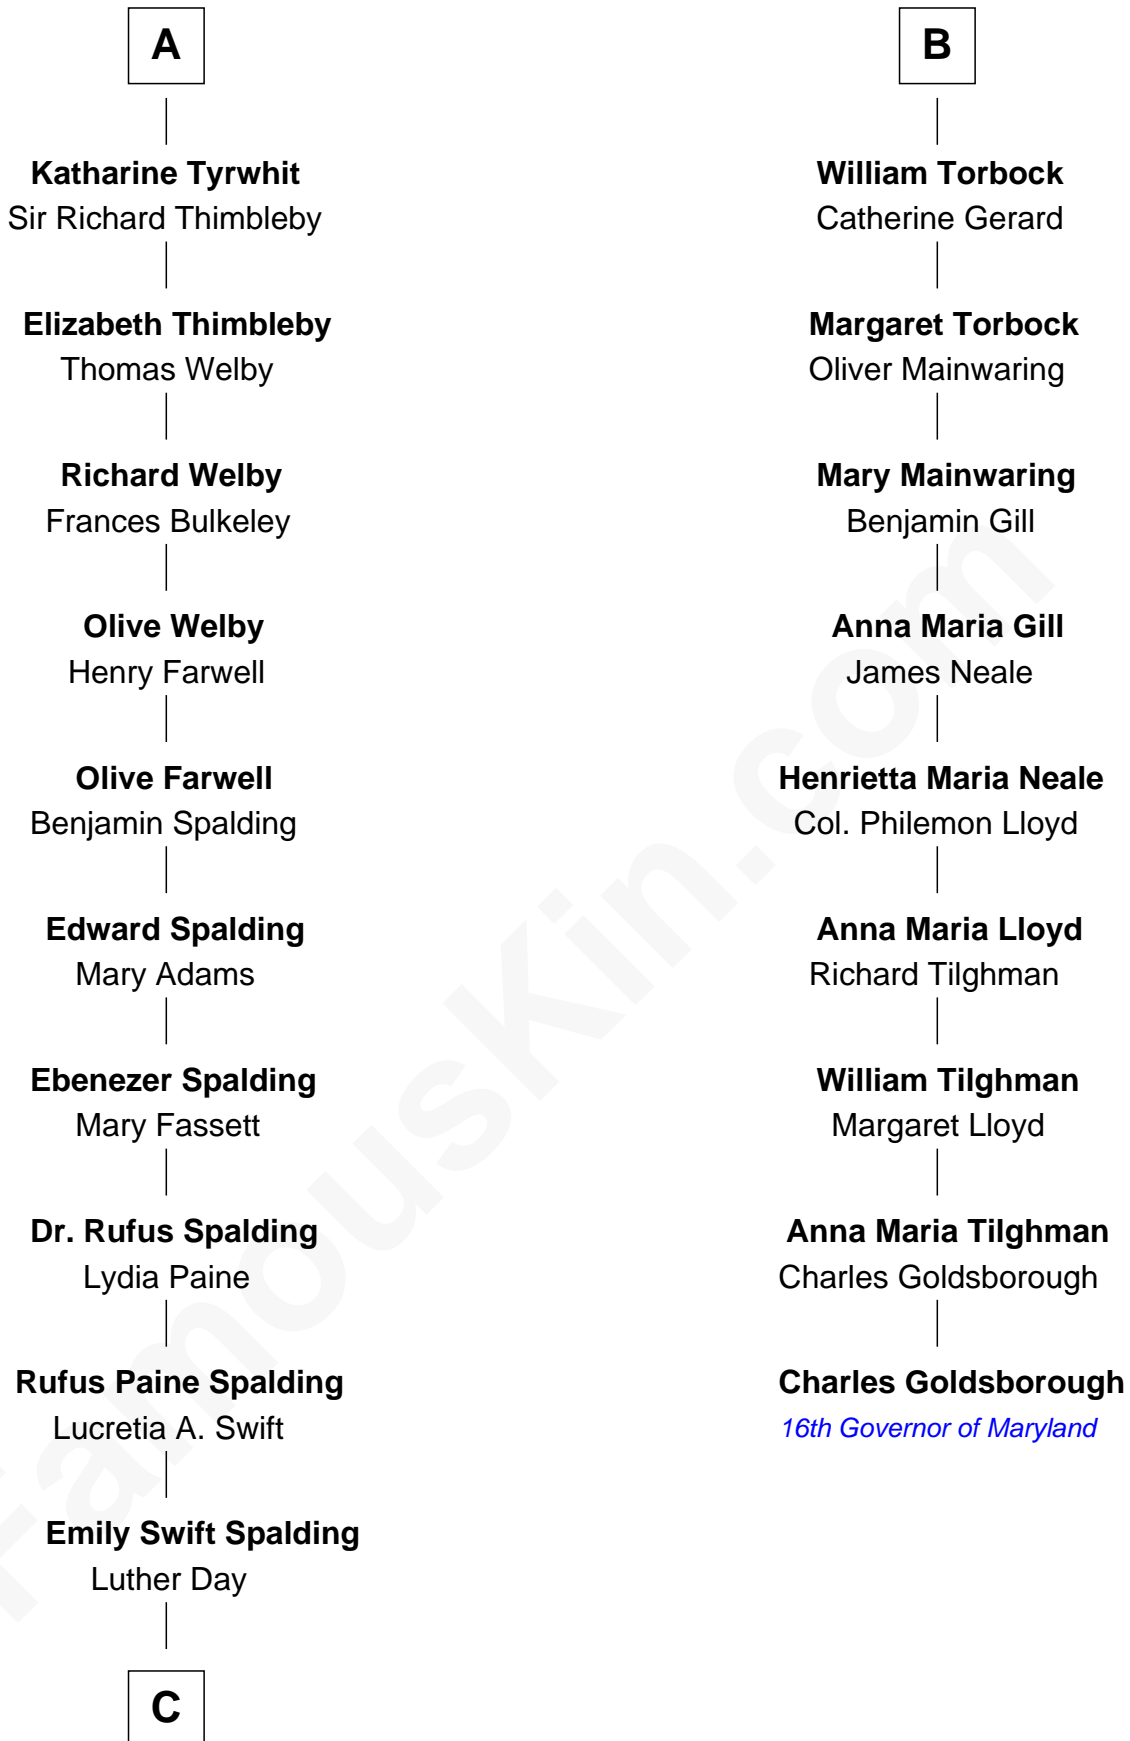 A
Katharine Tyrwhit
Sir Richard Thimbleby
Elizabeth Thimbleby
Thomas Welby
Richard Welby
Frances Bulkeley
Olive Welby
Henry Farwell
Olive Farwell
Benjamin Spalding
Edward Spalding
Mary Adams
Ebenezer Spalding
Mary Fassett
Dr. Rufus Spalding
Lydia Paine
Rufus Paine Spalding
Lucretia A. Swift
Emily Swift Spalding
Luther Day
C
B
William Torbock
Catherine Gerard
Margaret Torbock
Oliver Mainwaring
Mary Mainwaring
Benjamin Gill
Anna Maria Gill
James Neale
Henrietta Maria Neale
Col. Philemon Lloyd
Anna Maria Lloyd
Richard Tilghman
William Tilghman
Margaret Lloyd
Anna Maria Tilghman
Charles Goldsborough
Charles Goldsborough
16th Governor of Maryland
FamousKin.com